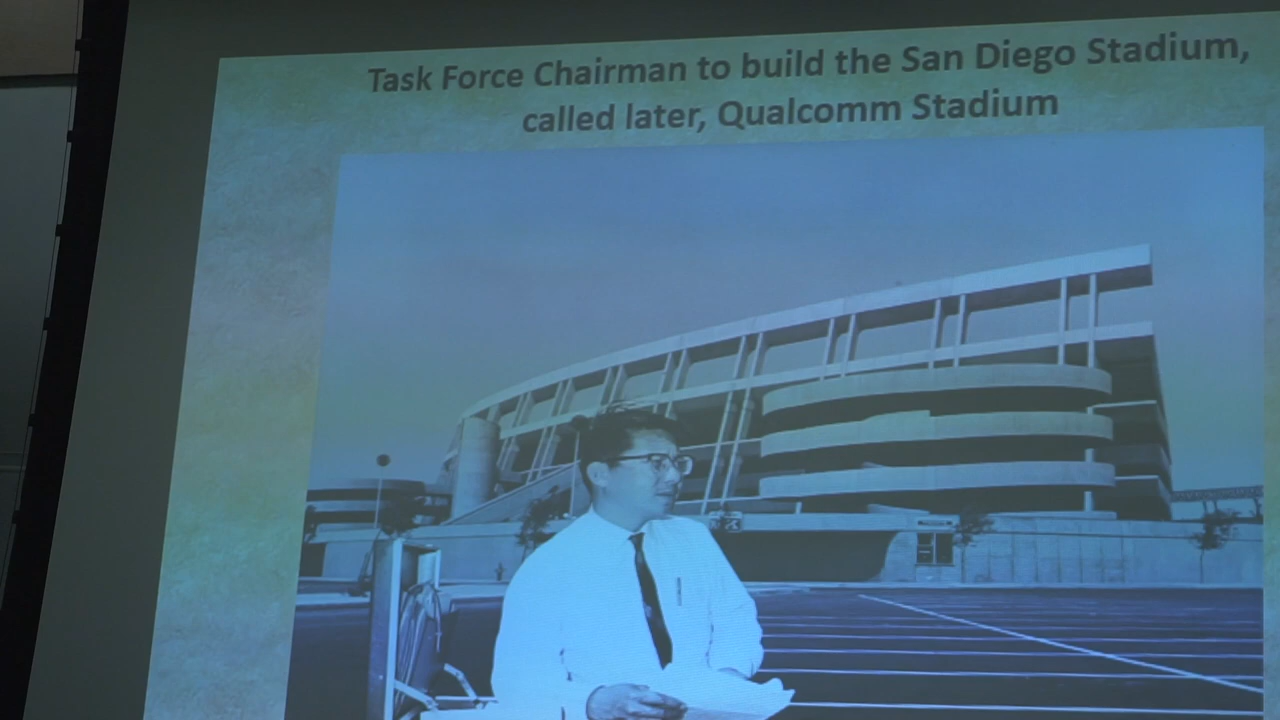 Task Force Chairman to build the San Diego Stadium,
called later, Qualcomm Stadium